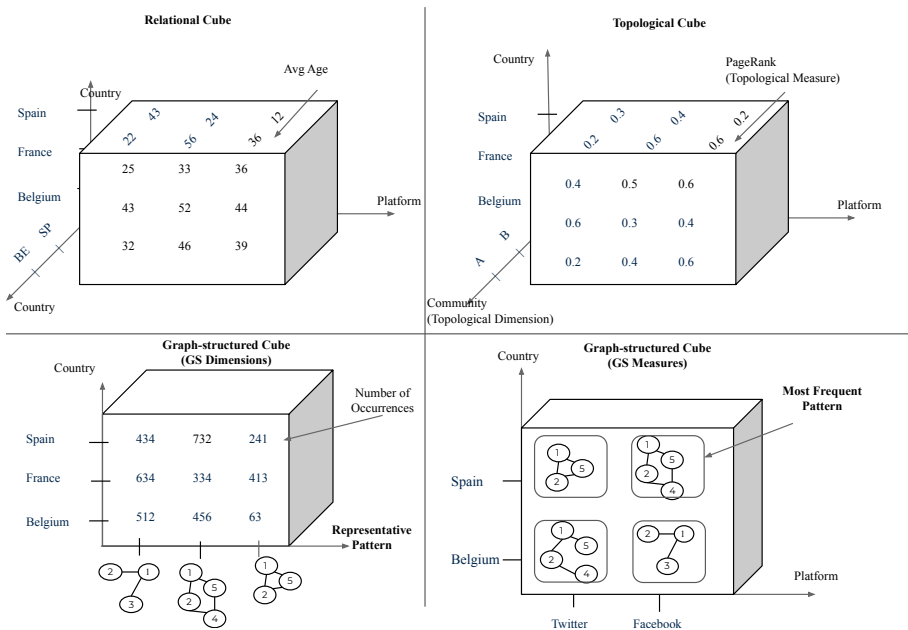 Relational Cube
Avg Age
Country
Spain
France
Belgium
43
24
12
22
56
36
25 33 36
43 52 44
32 46 39
Platform
SP
BE
Country
Topological Cube
Country
PageRank
(Topological Measure)
Spain
France
Belgium
0.3
0.4
0.2
0.2
0.6
0.6
0.4 0.5 0.6
0.6 0.3 0.4
0.2 0.4 0.6
Platform
B
A
Community
(Topological Dimension)
Graph-structured Cube
(GS Dimensions)
Country
Number of
Occurrences
Spain 434 732 241
France 634 334 413
Belgium 512 456 63
Representative
Pattern
2 1
3
1
5
2
4
1
5
2
Graph-structured Cube
(GS Measures)
Country
Most Frequent
Pattern
Spain
1
5
2
1
5
2
4
Belgium
1
5
2
4
2 1
3
Platform
Twitter Facebook